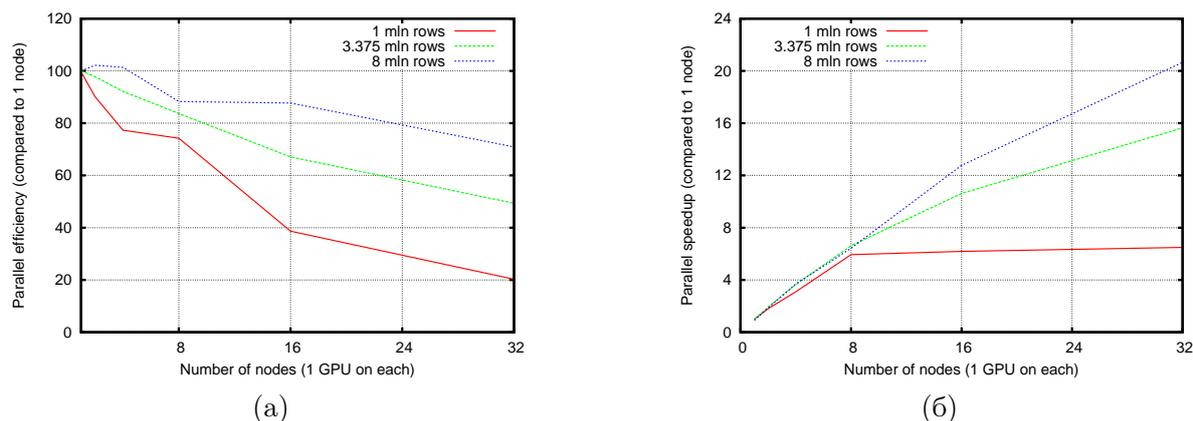 Parallel efficiency (compared to 1 node)
120
100
80
60
40
20
0
1 mln rows
3.375 mln rows
8 mln rows
8
16
24
32
Number of nodes (1 GPU on each)
(а)
Parallel speedup (compared to 1 node)
24
20
16
12
8
4
0
1 mln rows
3.375 mln rows
8 mln rows
0
8
16
24
32
Number of nodes (1 GPU on each)
(б)